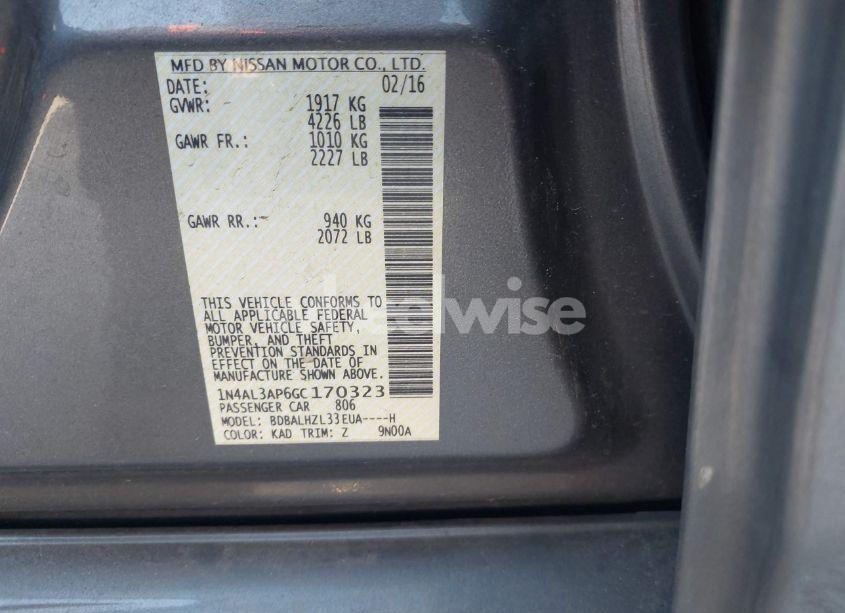 MFD BY NISSAN MOTOR CO., LTD.
DATE: 02/16
GVWR: 1917 KG
4226 LB
GAWR FR.: 1010 KG
2227 LB
GAWR RR.: 940 KG
2072 LB
THIS VEHICLE CONFORMS TO
ALL APPLICABLE FEDERAL
MOTOR VEHICLE SAFETY,
BUMPER, AND THEFT
PREVENTION STANDARDS IN
EFFECT ON THE DATE OF
MANUFACTURE SHOWN ABOVE.
1N4AL3AP6GC170323
PASSENGER CAR 806
MODEL: BDBALHZL33EUA----H
COLOR: KAD TRIM: Z 9N00A